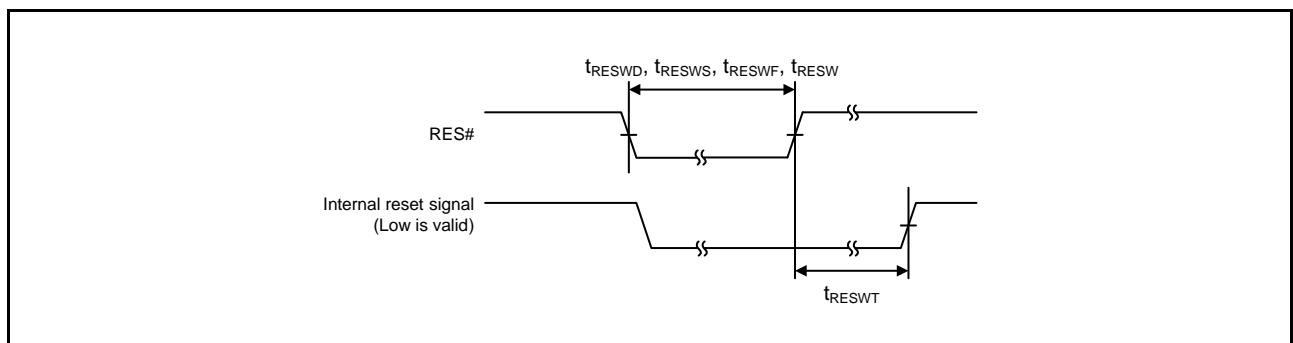 tRESWD, tRESWS, tRESWF, tRESW
RES#
Internal reset signal
(Low is valid)
tRESWT